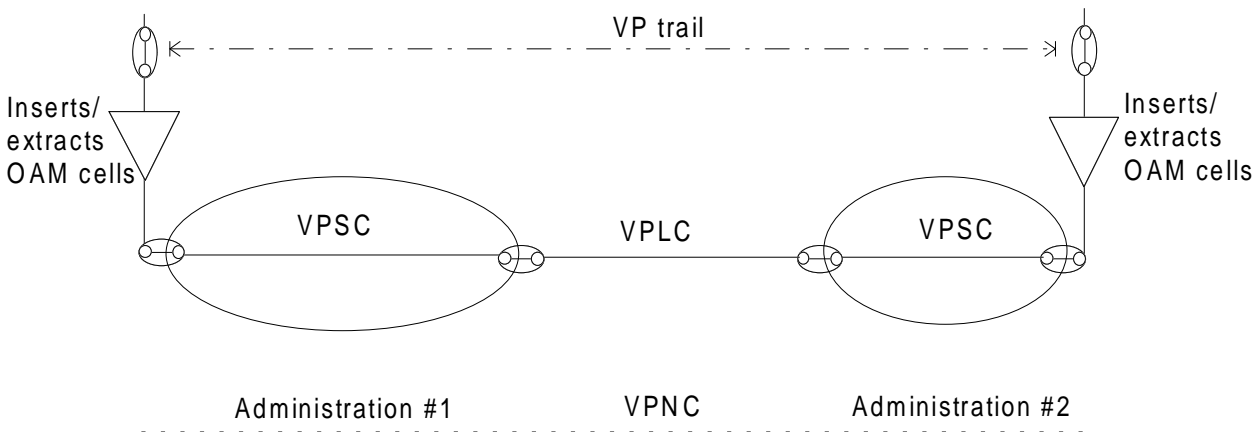 VP trail
Inserts/
extracts
OAM cells
Inserts/
extracts
OAM cells
VPSC
VPLC
VPSC
Administration #1
VPNC
Administration #2